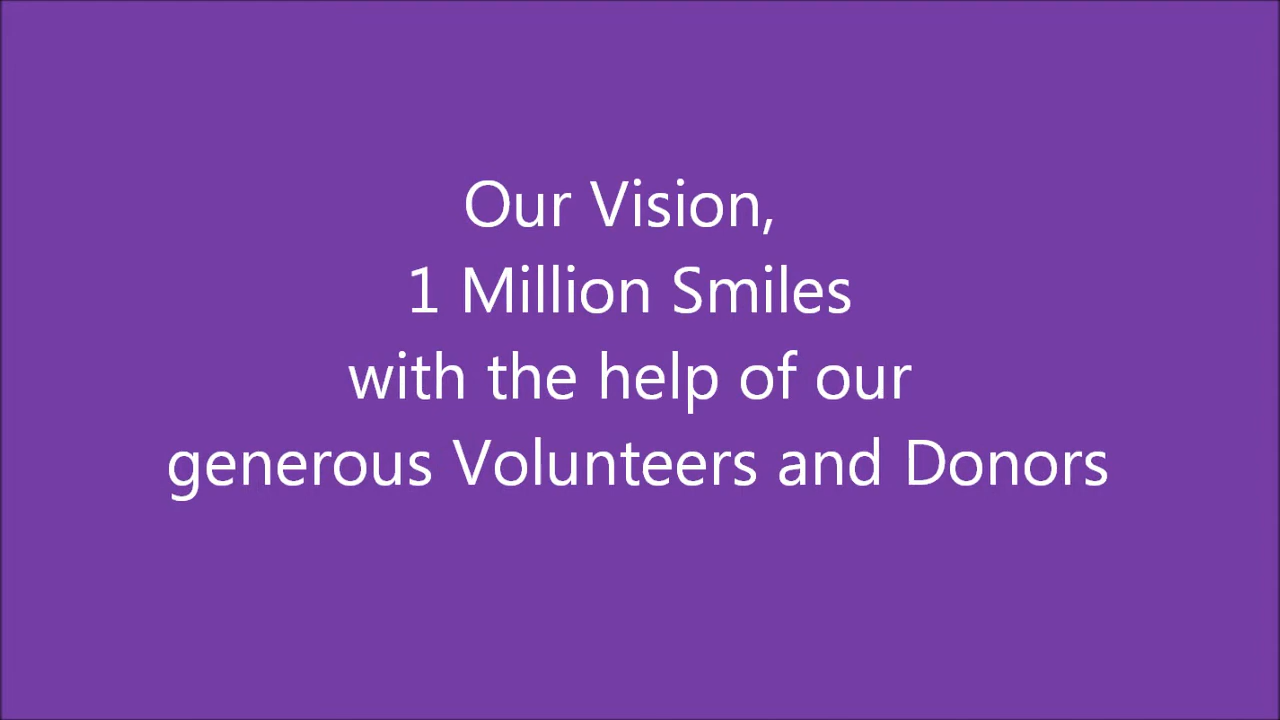 Our Vision,
1 Million Smiles
with the help of our
generous Volunteers and Donors